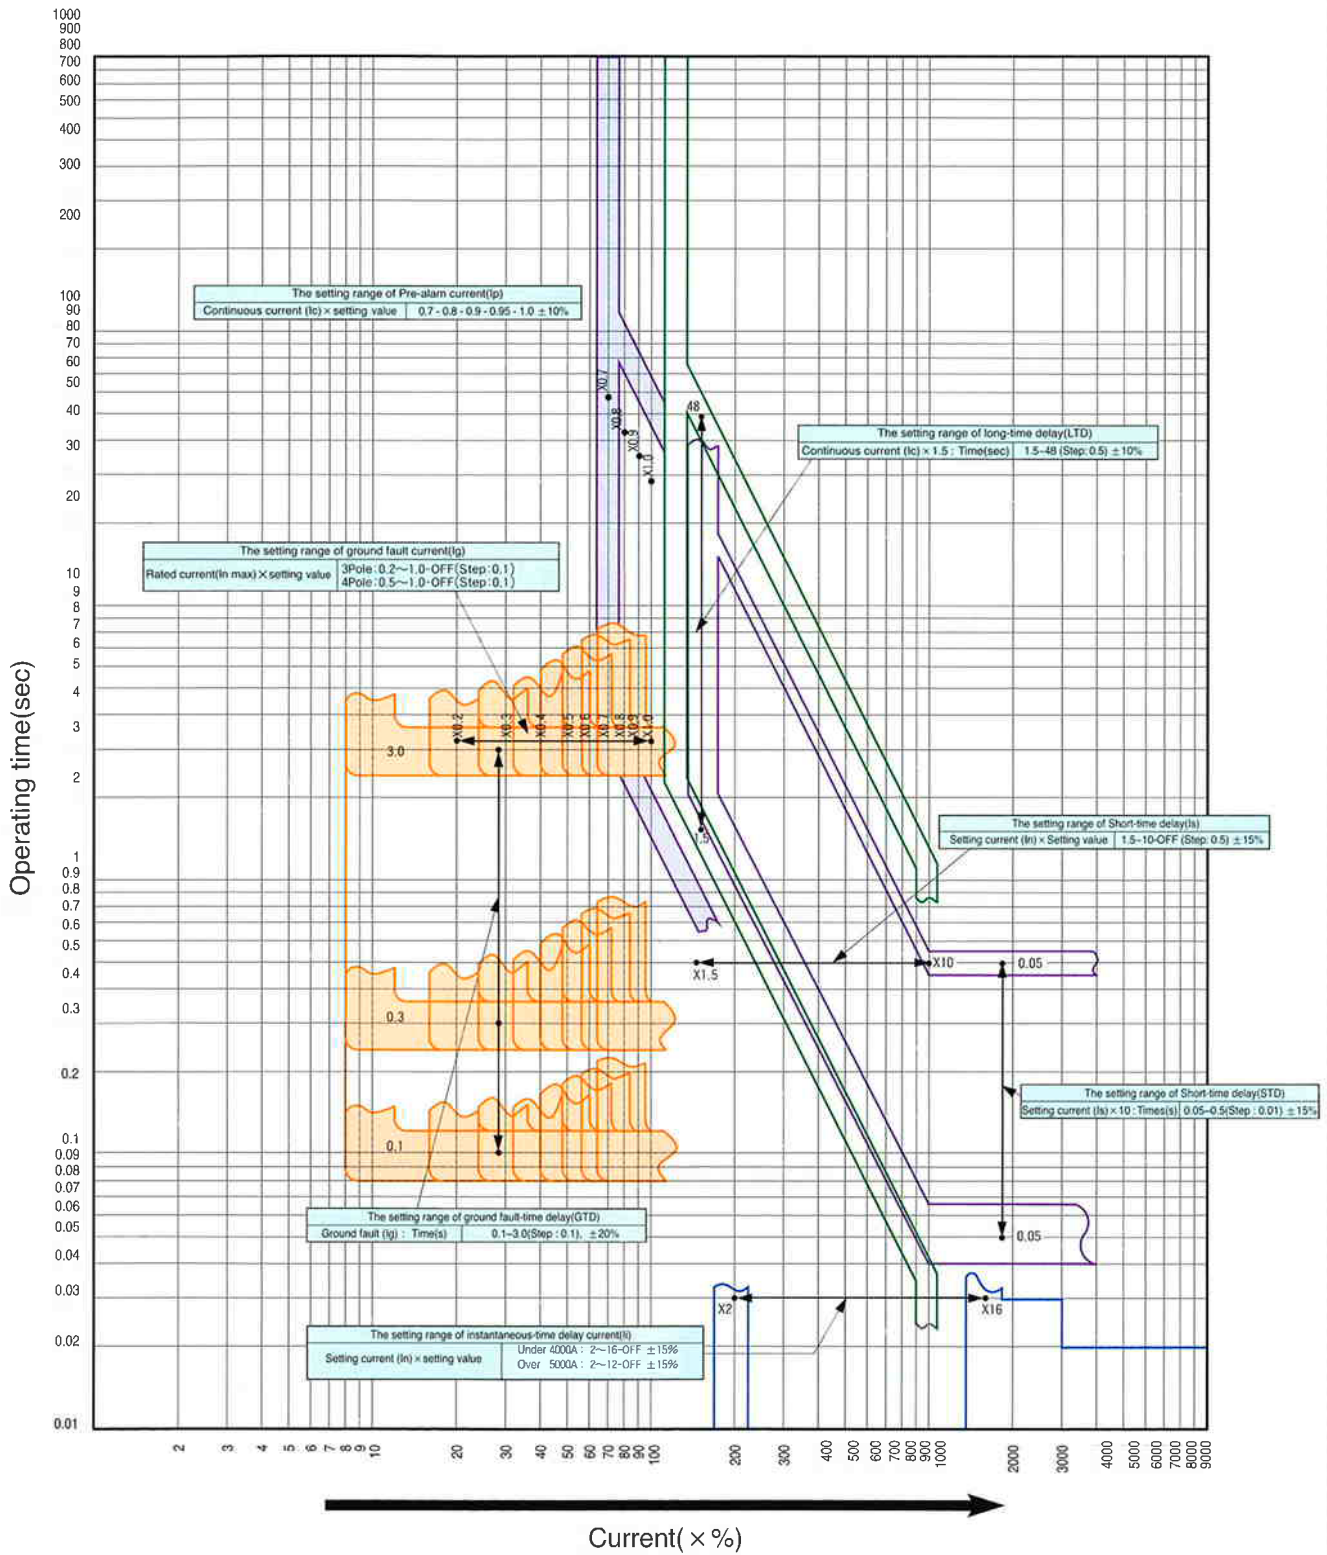 1000
900
800
700
600
500
400
300
200
100
90
80
70
60
50
40
30
20
10
9
8
7
6
5
4
3
2
1
0.9
0.8
0.7
0.6
0.5
0.4
0.3
0.2
0.1
0.09
0.08
0.07
0.06
0.05
0.04
0.03
0.02
0.01
Operating time(sec)
The setting range of Pre-alarn current(Ip)
Continuous current (Ic) × setting value 0.7 - 0.8 - 0.9 - 0.95 - 1.0 ±10%
X0.7
X0.8
X0.9
X1.0
48
The setting range of long-time delay(LTD)
Continuous current (Ic) × 1.5 : Time(sec) 1.5~48 (Step: 0.5) ±10%
The setting range of ground fault current(Ig)
Rated current(In max) × setting value
3Pole: 0.2~1.0-OFF(Step: 0.1)
4Pole: 0.5~1.0-OFF(Step: 0.1)
X0.2
X0.3
X0.4
X0.5
X0.6
X0.7
X0.8
X0.9
X1.0
3.0
1.5
The setting range of Short-time delay(Is)
Setting current (In) × Setting value 1.5~10-OFF (Step: 0.5) ±15%
X1.5
X10
0.05
0.3
The setting range of Short-time delay(STD)
Setting current (Is) × 10 : Times(s) 0.05~0.5(Step : 0.01) ±15%
0.1
The setting range of ground fault-time delay(GTD)
Ground fault (Ig) : Time(s) 0.1~3.0(Step : 0.1), ±20%
0.05
X2
X16
The setting range of instantaneous-time delay current(Ii)
Setting current (In) × setting value
Under 4000A : 2~16-OFF ±15%
Over 5000A : 2~12-OFF ±15%
2 3 4 5 6 7 8 9 10 20 30 40 50 60 70 80 90 100 200 300 400 500 600 700 800 900 1000 2000 3000 4000 5000 6000 7000 8000 9000
Current( × %)